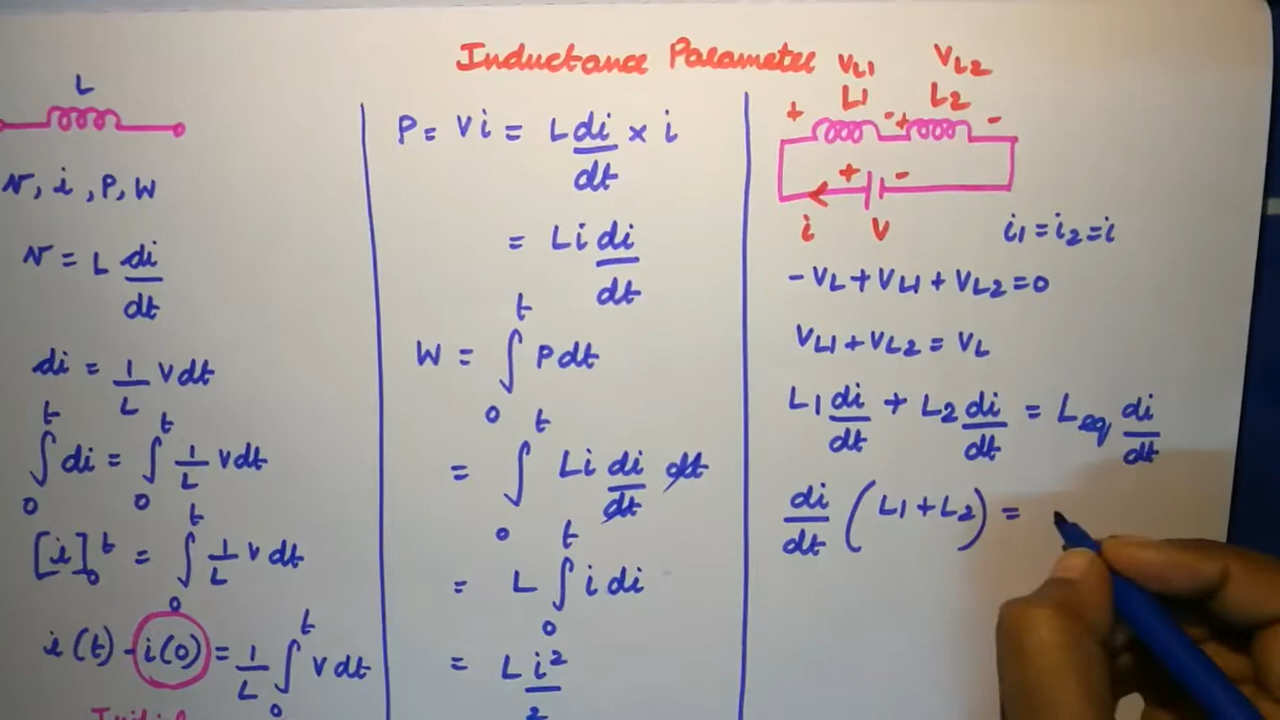 Inductance Parameter
L
v, i, P, W
v = L di/dt
di = 1/L v dt
∫₀ᵗ di = ∫₀ᵗ 1/L v dt
[i]₀ᵗ = ∫₀ᵗ 1/L v dt
i(t) - i(0) = 1/L ∫₀ᵗ v dt
P = Vi = L di/dt × i
= Li di/dt
W = ∫₀ᵗ P dt
= ∫₀ᵗ Li di/dt dt
= L ∫₀ᵗ i di
= L i²/2
VL1 VL2
L1 L2
+ - + -
+ -
i V
i1 = i2 = i
-VL + VL1 + VL2 = 0
VL1 + VL2 = VL
L1 di/dt + L2 di/dt = Leq di/dt
di/dt (L1 + L2) =